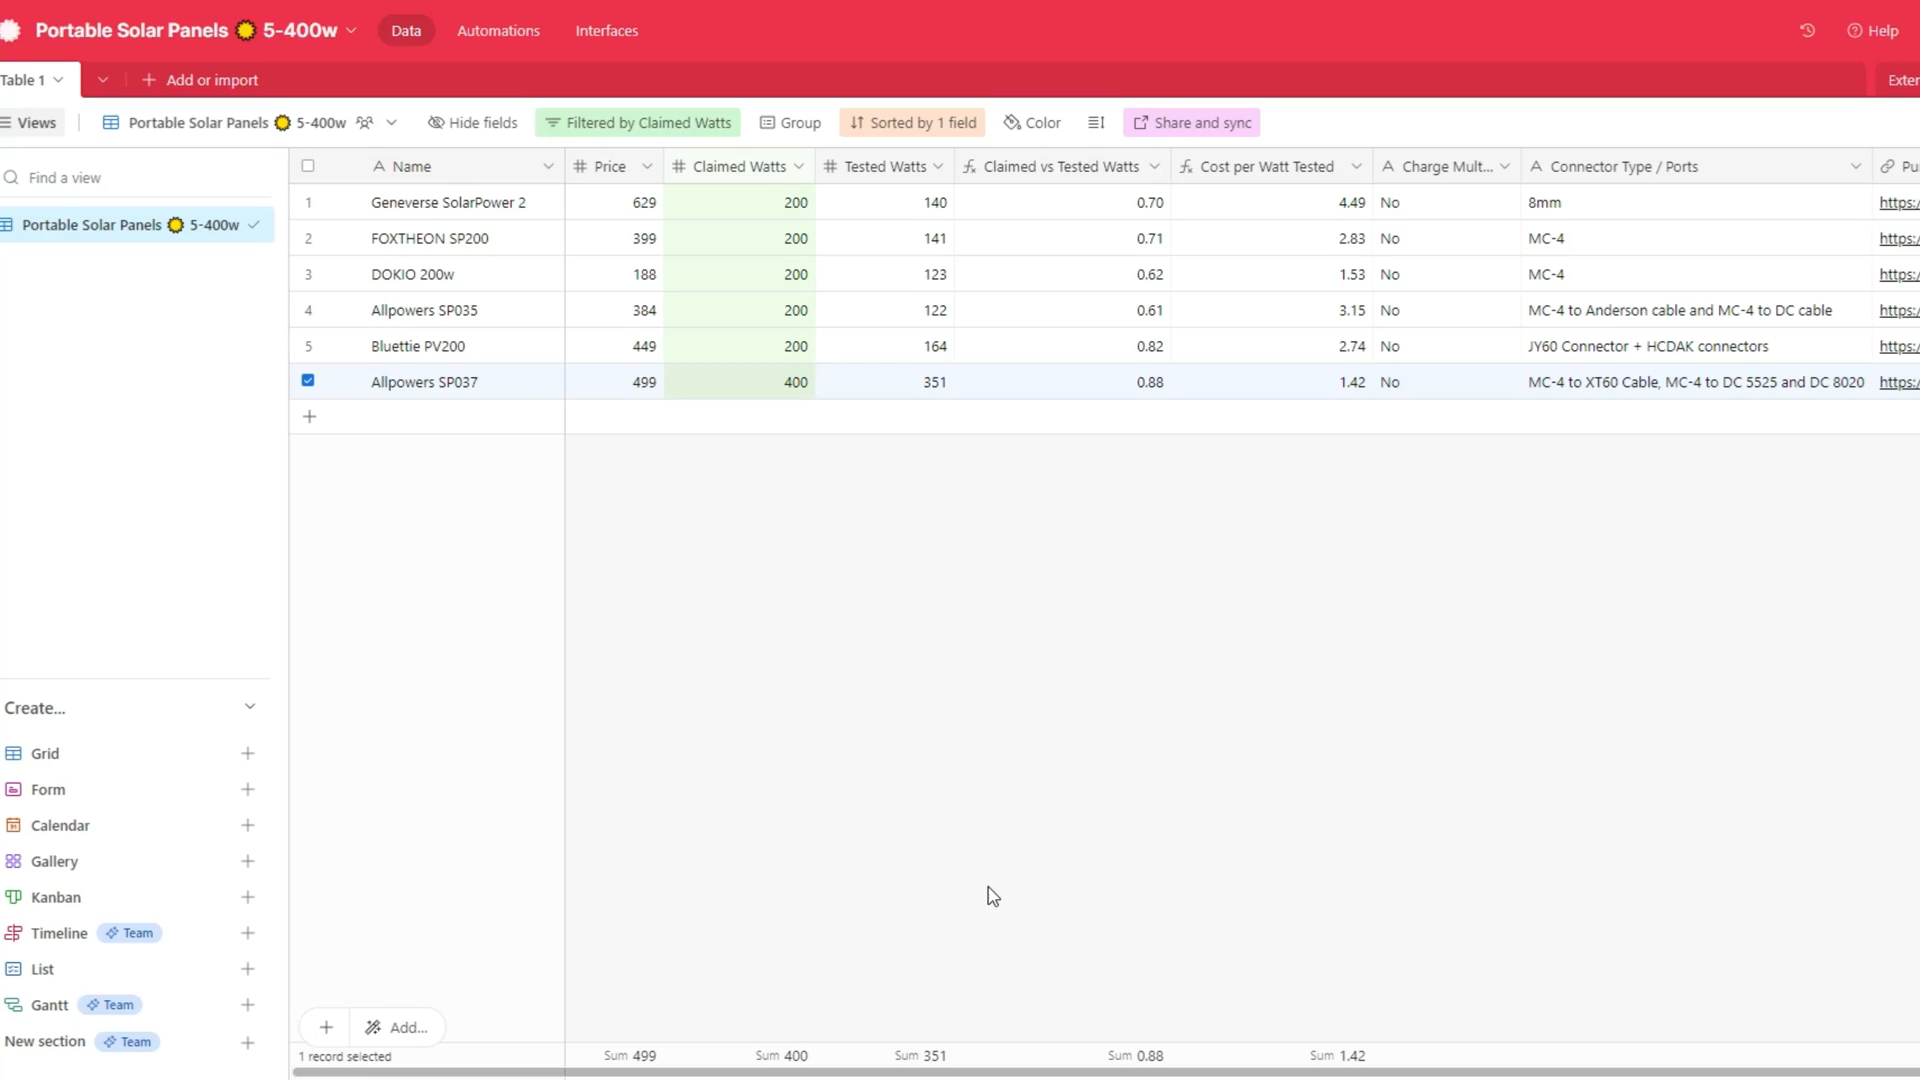 Portable Solar Panels 5-400w Data Automations Interfaces Help
Table 1 Add or import Exter
Views Portable Solar Panels 5-400w Hide fields Filtered by Claimed Watts Group Sorted by 1 field Color Share and sync
Find a view
Portable Solar Panels 5-400w
Name Price Claimed Watts Tested Watts Claimed vs Tested Watts Cost per Watt Tested Charge Mult... Connector Type / Ports Pu
1 Geneverse SolarPower 2 629 200 140 0.70 4.49 No 8mm https:/
2 FOXTHEON SP200 399 200 141 0.71 2.83 No MC-4 https:/
3 DOKIO 200w 188 200 123 0.62 1.53 No MC-4 https:/
4 Allpowers SP035 384 200 122 0.61 3.15 No MC-4 to Anderson cable and MC-4 to DC cable https:/
5 Bluettie PV200 449 200 164 0.82 2.74 No JY60 Connector + HCDAK connectors https:/
Allpowers SP037 499 400 351 0.88 1.42 No MC-4 to XT60 Cable, MC-4 to DC 5525 and DC 8020 https:/
Create...
Grid
Form
Calendar
Gallery
Kanban
Timeline Team
List
Gantt Team
New section Team
Add...
1 record selected Sum 499 Sum 400 Sum 351 Sum 0.88 Sum 1.42